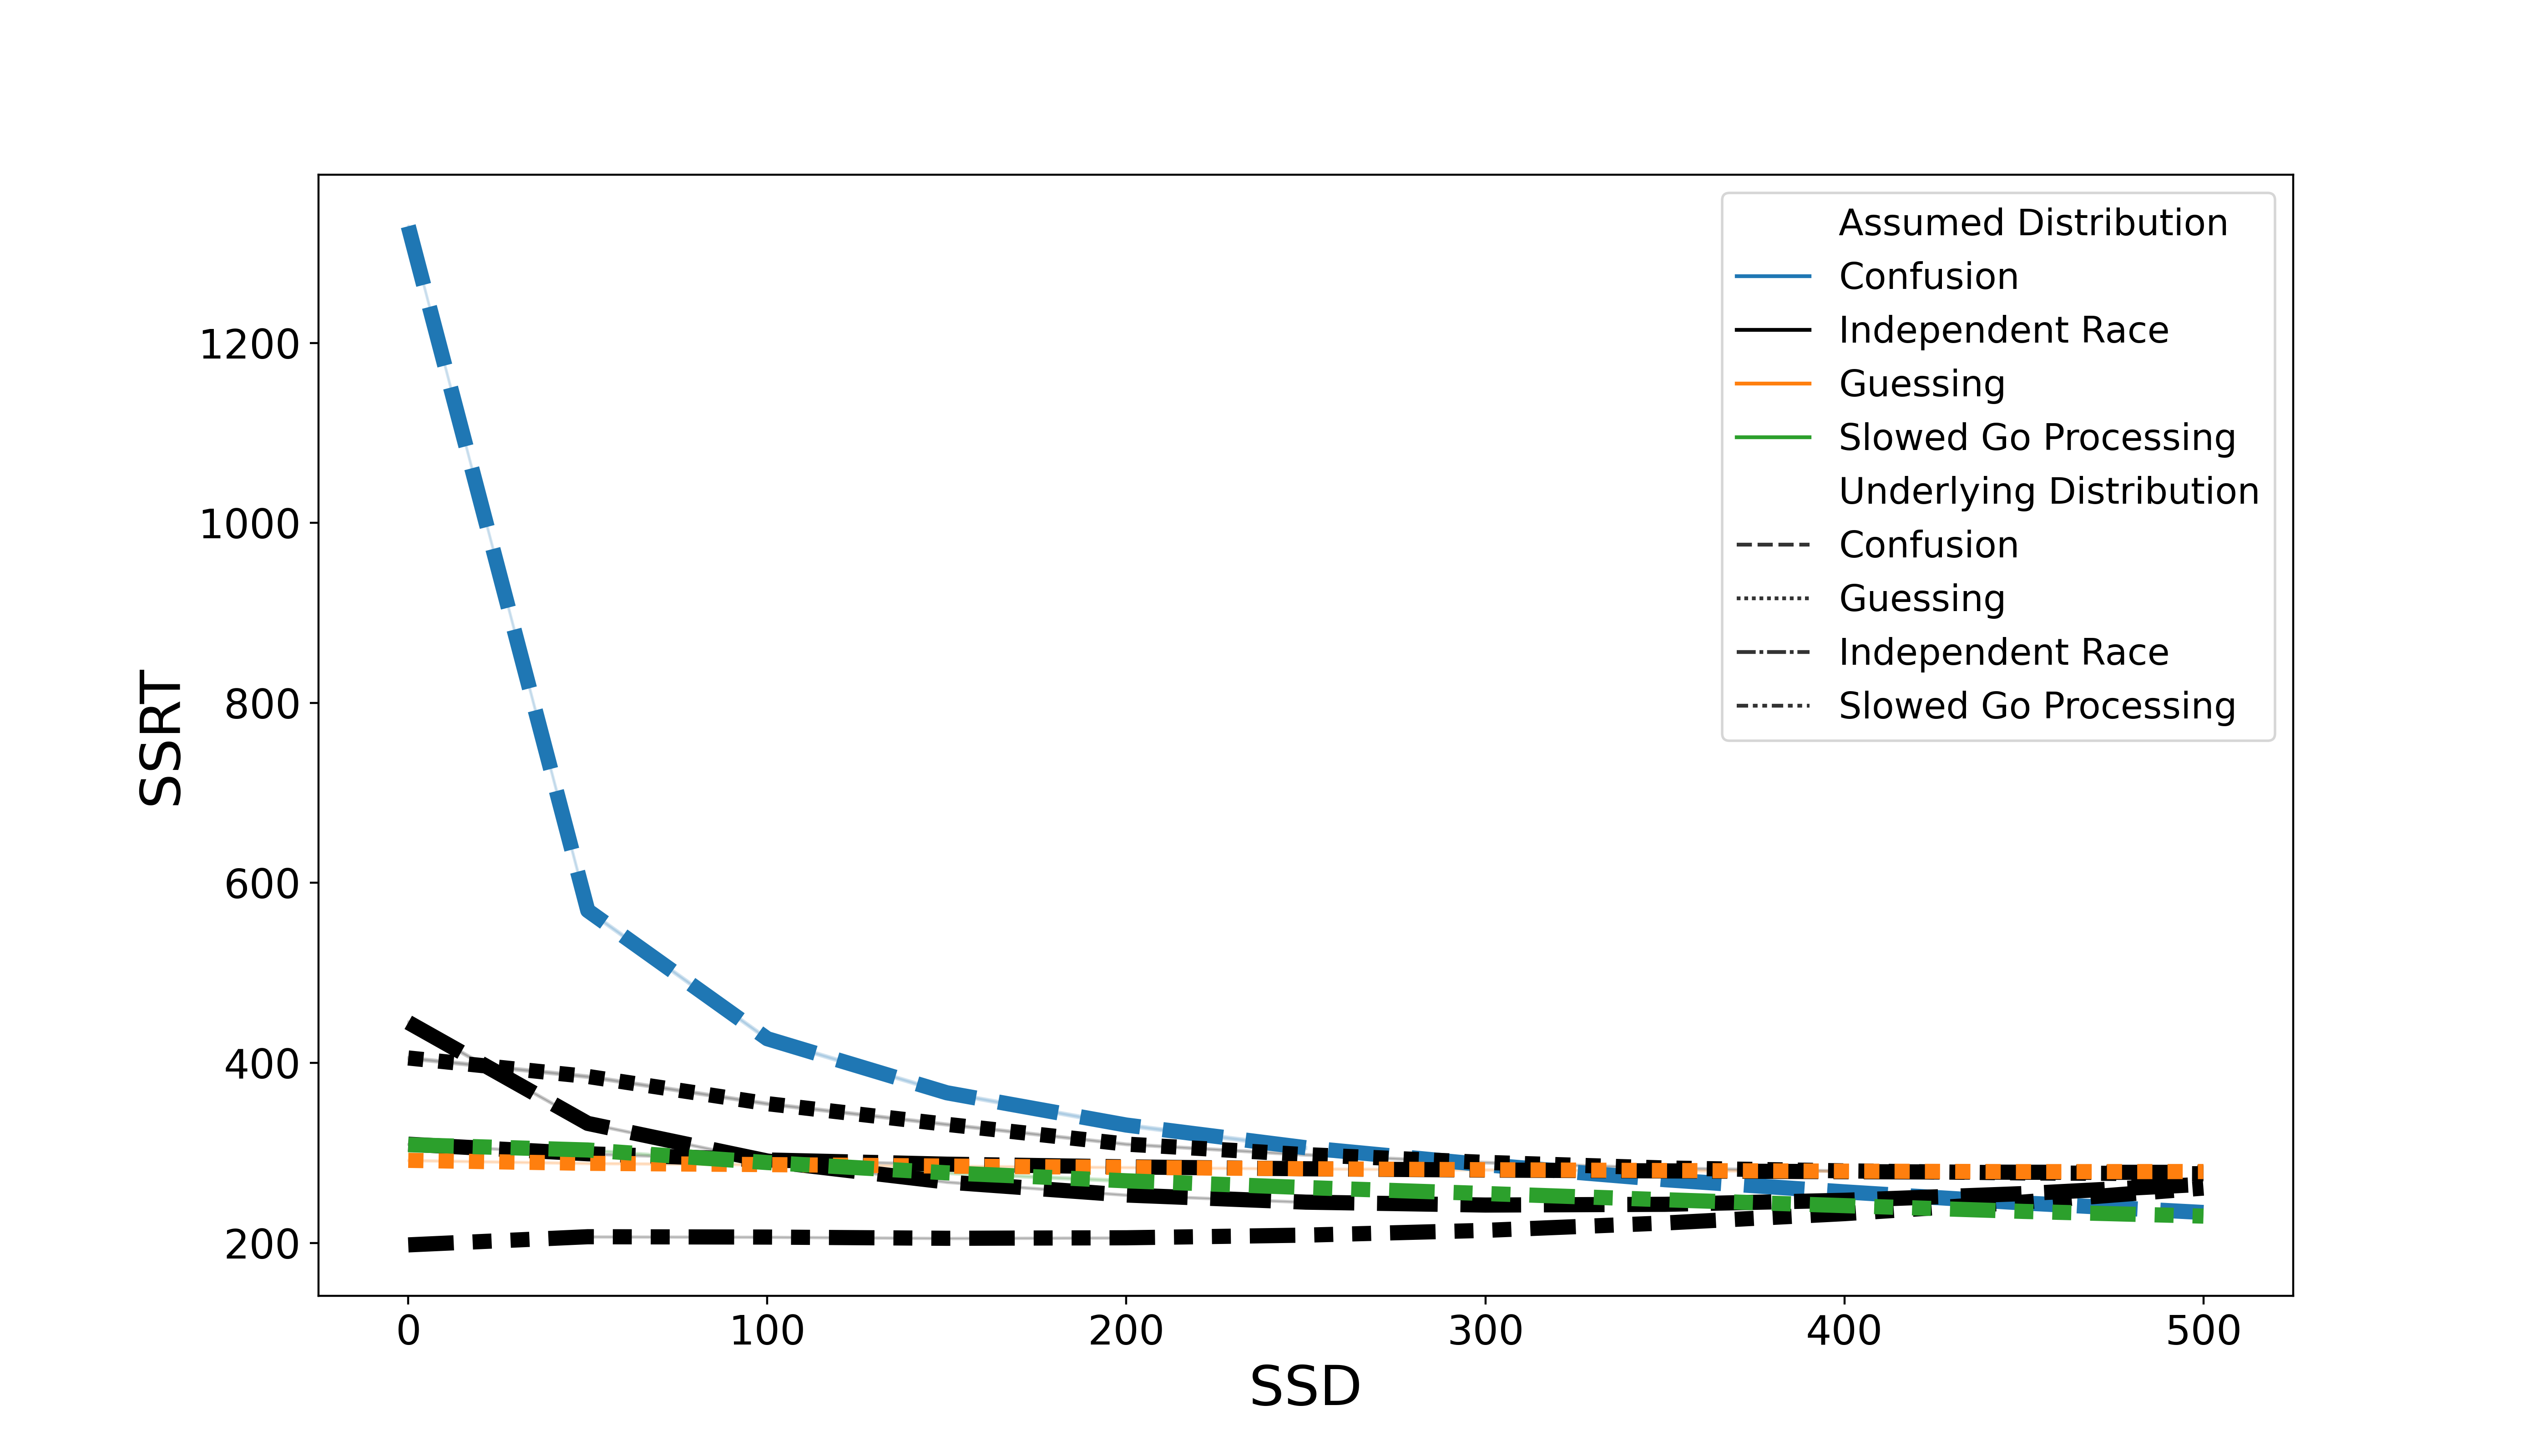 Assumed Distribution
Confusion
Independent Race
Guessing
Slowed Go Processing
Underlying Distribution
Confusion
Guessing
Independent Race
Slowed Go Processing
1200
1000
800
600
400
200
SSRT
0 100 200 300 400 500
SSD